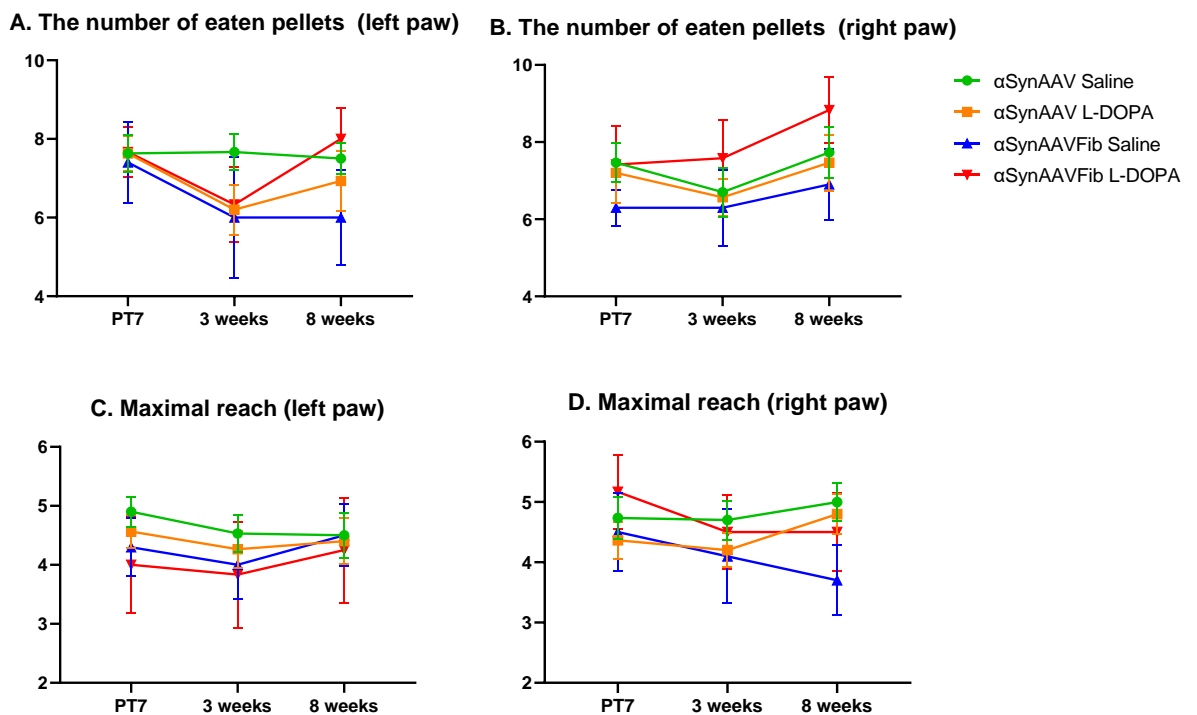 A. The number of eaten pellets (left paw)
10
8
6
4
PT7 3 weeks 8 weeks
B. The number of eaten pellets (right paw)
10
8
6
4
PT7 3 weeks 8 weeks
αSynAAV Saline
αSynAAV L-DOPA
αSynAAVFib Saline
αSynAAVFib L-DOPA
C. Maximal reach (left paw)
6
5
4
3
2
PT7 3 weeks 8 weeks
D. Maximal reach (right paw)
6
5
4
3
2
PT7 3 weeks 8 weeks